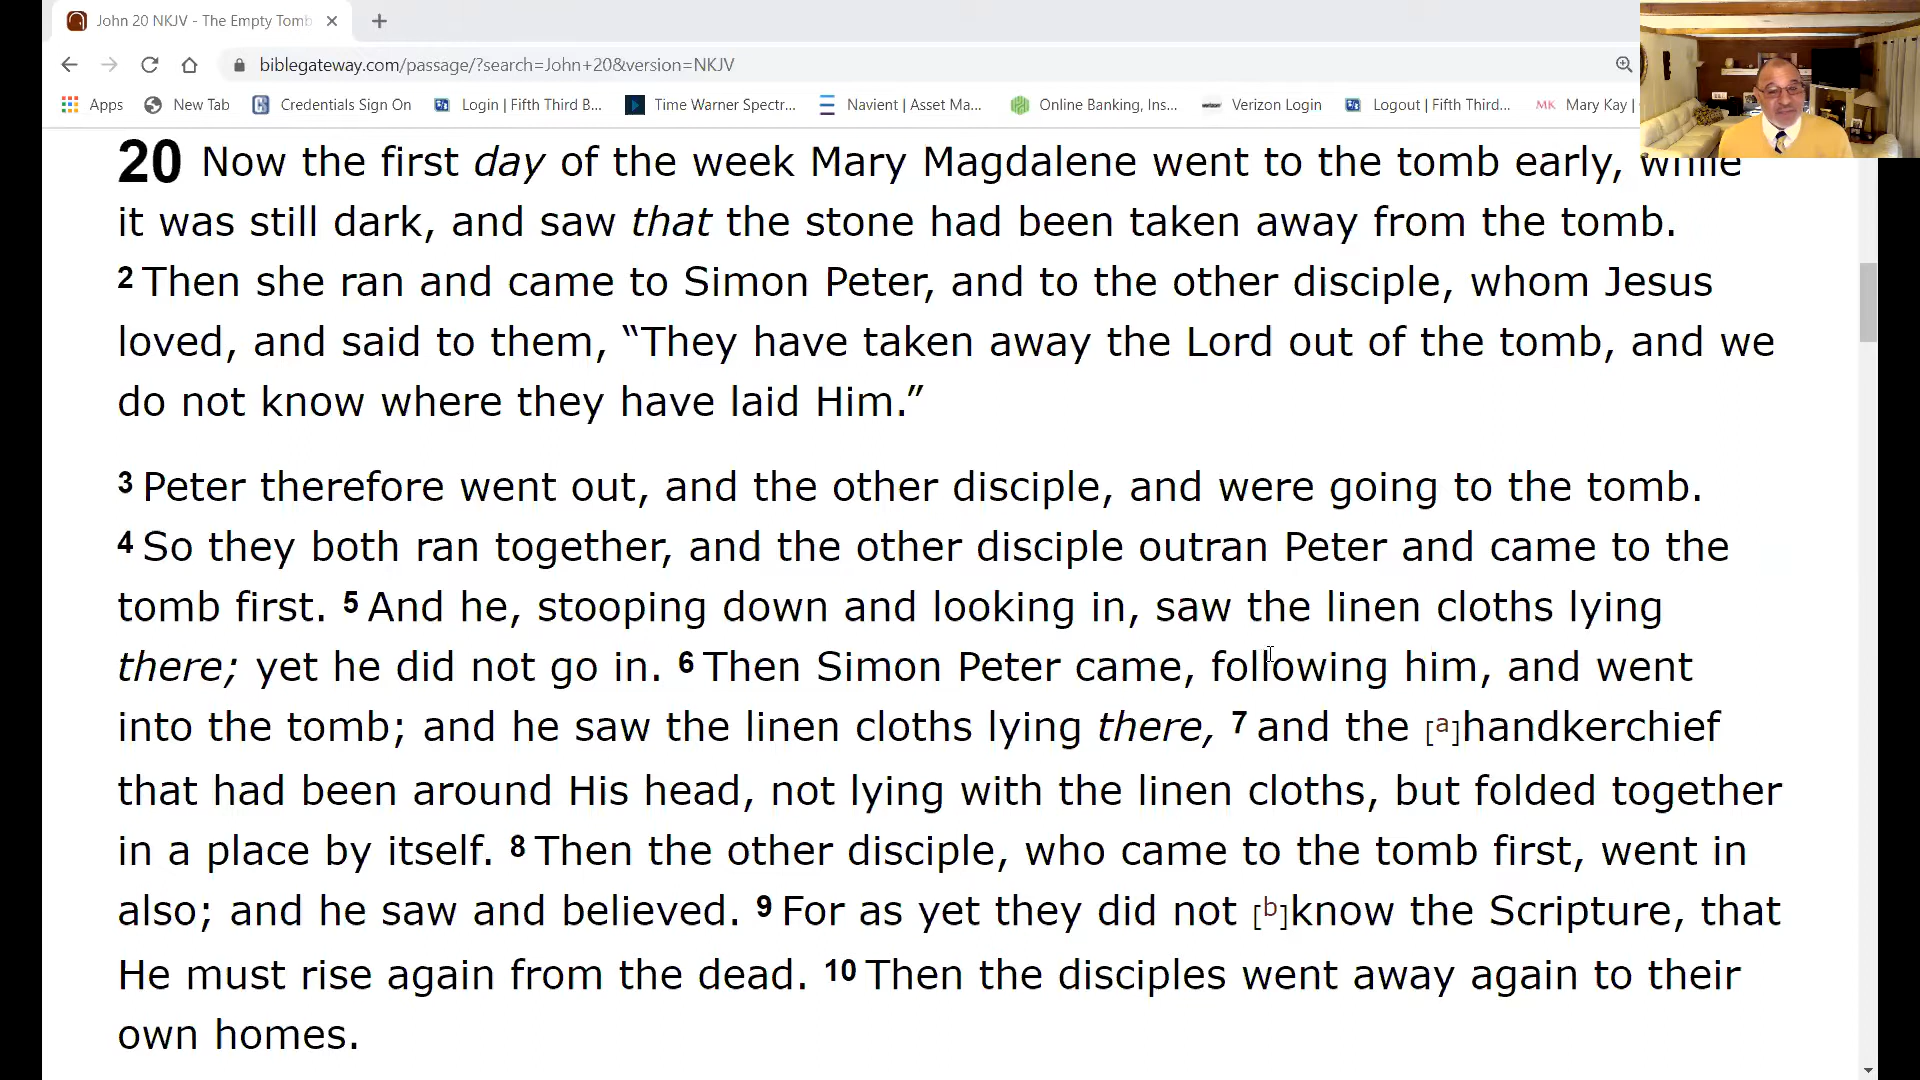 John 20 NKJV - The Empty Tomb
biblegateway.com/passage/?search=John+20&version=NKJV
Apps New Tab Credentials Sign On Login | Fifth Third B... Time Warner Spectr... Navient | Asset Ma... Online Banking, Ins... Verizon Login Logout | Fifth Third... MK Mary Kay |
20 Now the first day of the week Mary Magdalene went to the tomb early, while
it was still dark, and saw that the stone had been taken away from the tomb.
2 Then she ran and came to Simon Peter, and to the other disciple, whom Jesus
loved, and said to them, “They have taken away the Lord out of the tomb, and we
do not know where they have laid Him.”
3 Peter therefore went out, and the other disciple, and were going to the tomb.
4 So they both ran together, and the other disciple outran Peter and came to the
tomb first. 5 And he, stooping down and looking in, saw the linen cloths lying
there; yet he did not go in. 6 Then Simon Peter came, following him, and went
into the tomb; and he saw the linen cloths lying there, 7 and the [a]handkerchief
that had been around His head, not lying with the linen cloths, but folded together
in a place by itself. 8 Then the other disciple, who came to the tomb first, went in
also; and he saw and believed. 9 For as yet they did not [b]know the Scripture, that
He must rise again from the dead. 10 Then the disciples went away again to their
own homes.